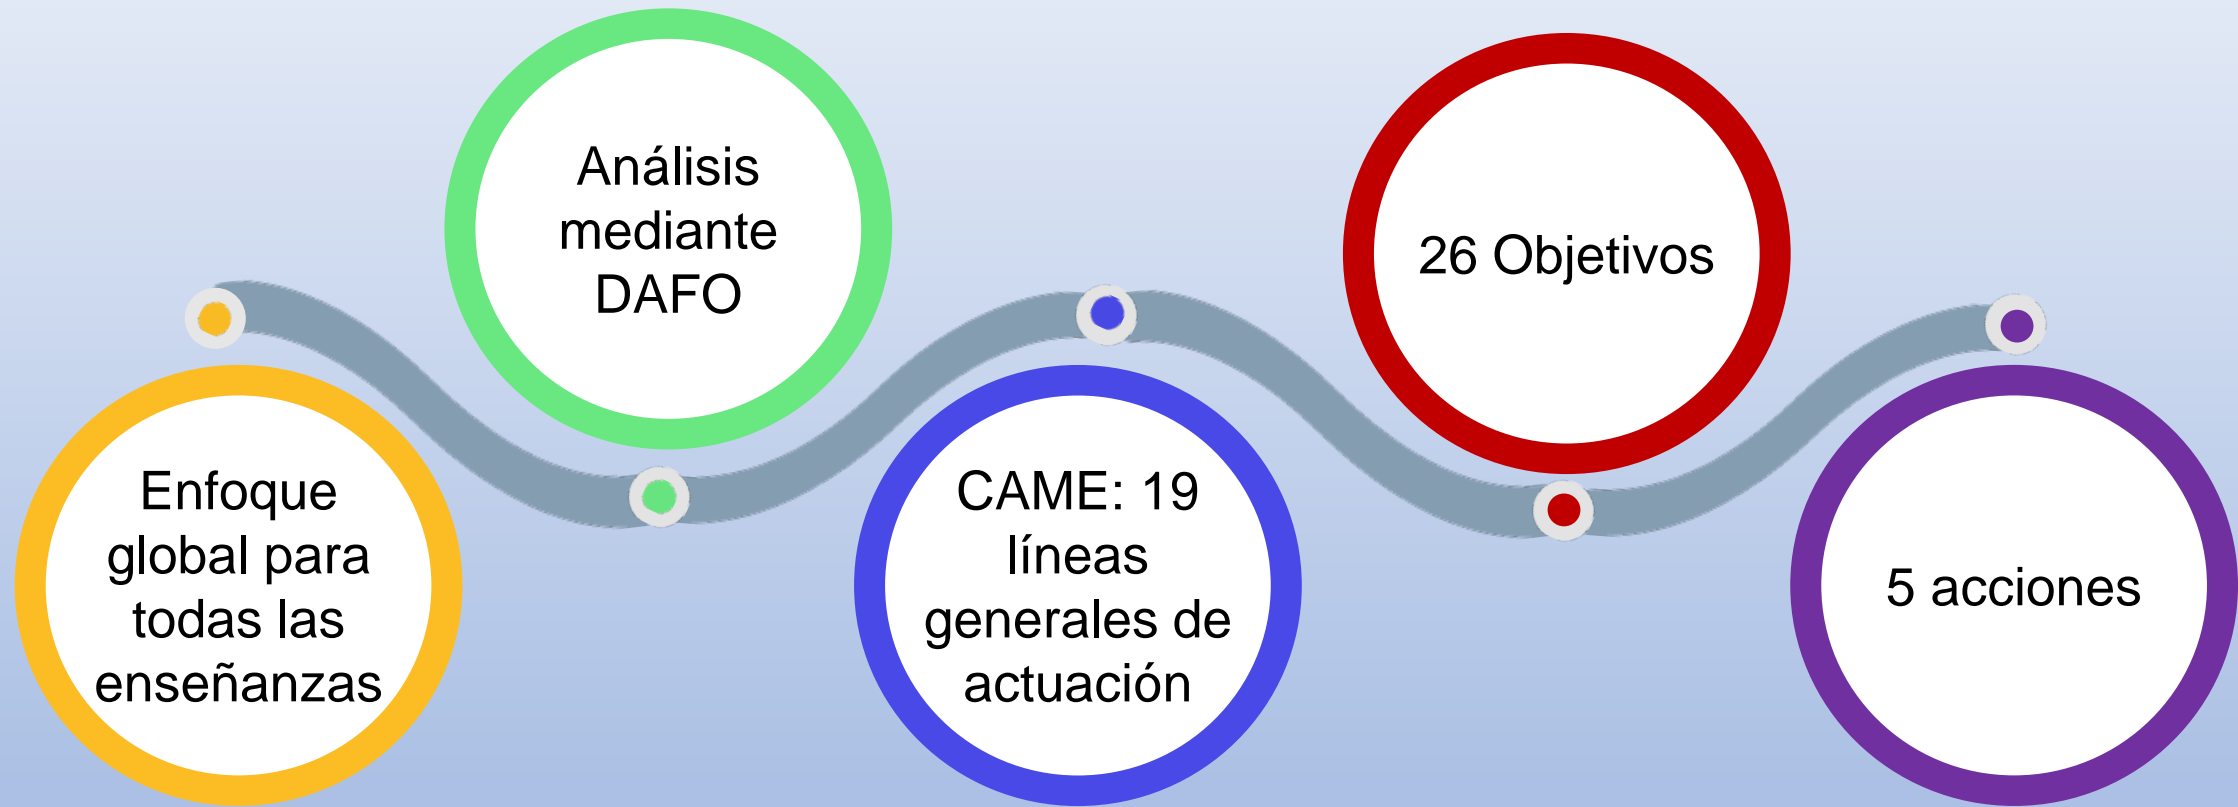 Enfoque
global para
todas las
enseñanzas
Análisis
mediante
DAFO
CAME: 19
líneas
generales de
actuación
26 Objetivos
5 acciones